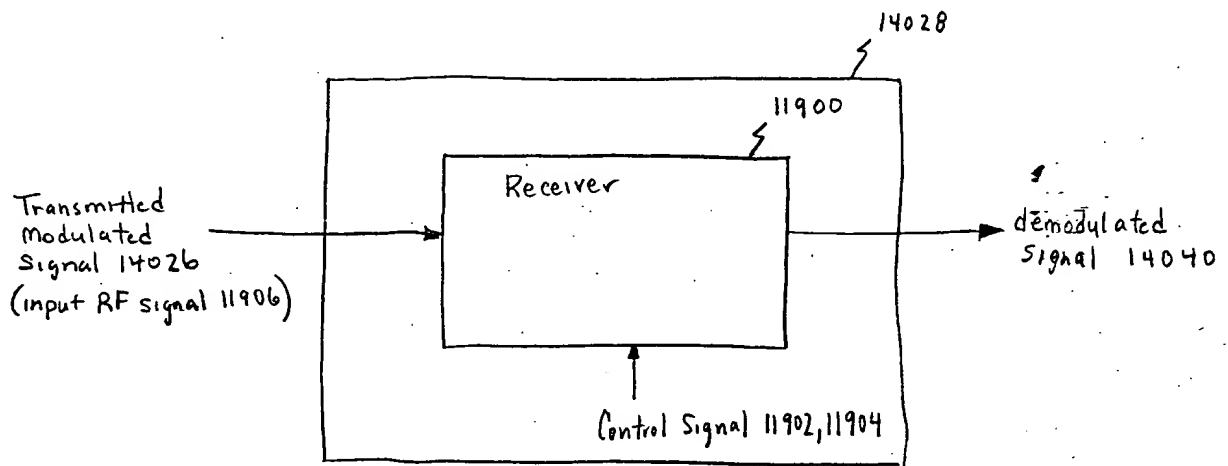 14028
11900
Receiver
Transmitted
Modulated
Signal 14026
(input RF signal 11906)
demodulated
Signal 14040
Control Signal 11902, 11904